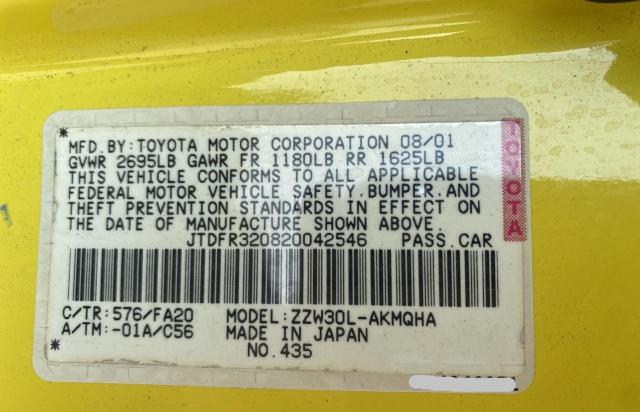 *
MFD. BY: TOYOTA MOTOR CORPORATION 08/01
GVWR 2695LB GAWR FR 1180LB RR 1625LB
THIS VEHICLE CONFORMS TO ALL APPLICABLE
FEDERAL MOTOR VEHICLE SAFETY.BUMPER.AND
THEFT PREVENTION STANDARDS IN EFFECT ON
THE DATE OF MANUFACTURE SHOWN ABOVE.
JTDFR320820042546 PASS.CAR
TOYOTA
C/TR:576/FA20 MODEL:ZZW30L-AKMQHA
A/TM:-01A/C56 MADE IN JAPAN
* NO.435